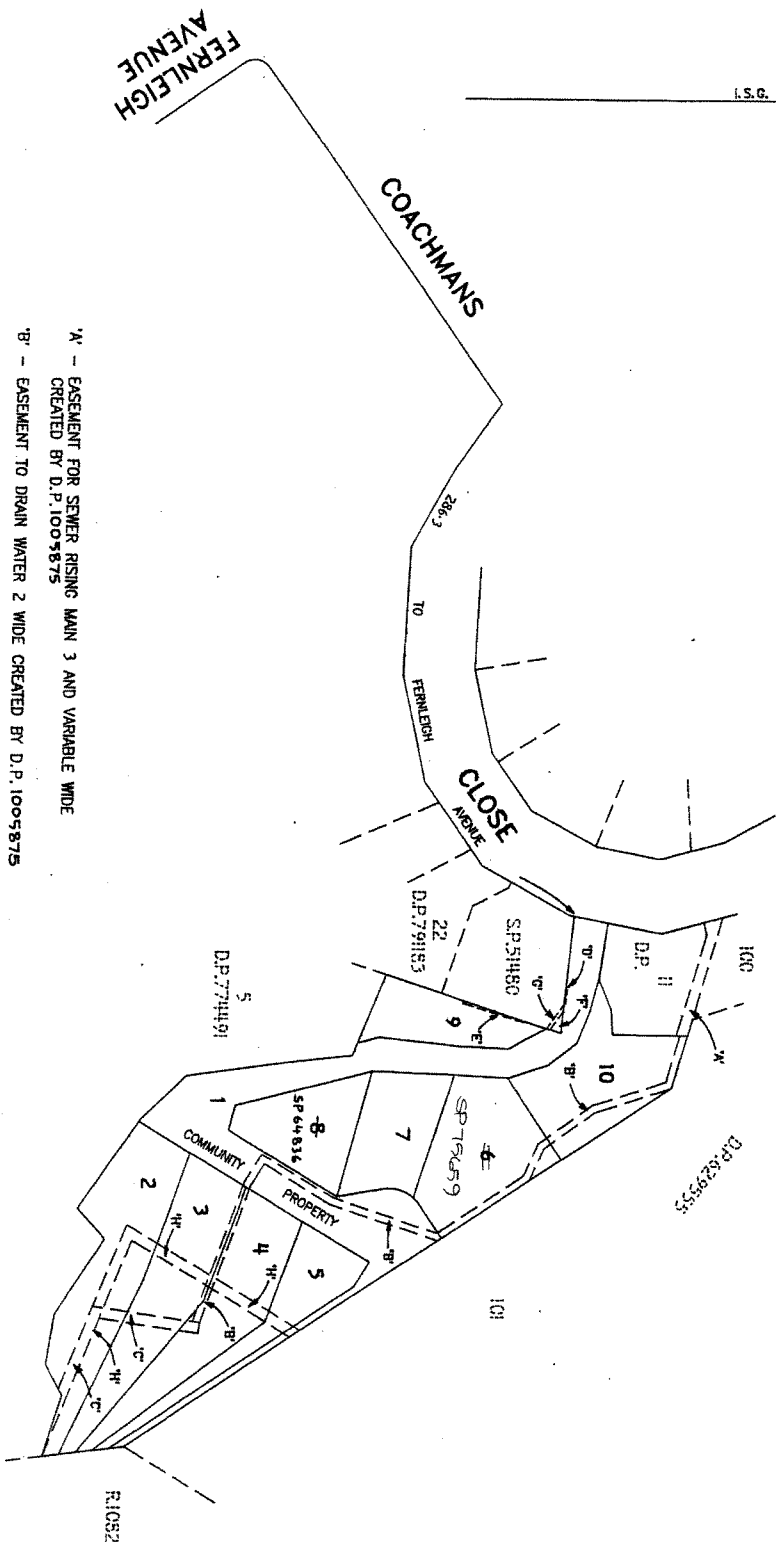 I.S.G.
FERNLEIGH
AVENUE
COACHMANS
286·3
TO
FERNLEIGH
AVENUE
CLOSE
'A' - EASEMENT FOR SEWER RISING MAIN 3 AND VARIABLE WIDE
CREATED BY D.P.1005875
'B' - EASEMENT TO DRAIN WATER 2 WIDE CREATED BY D.P.1005875
100
'A'
11
D.P.
D.P.629555
S.P.51480
22
D.P.791183
5
D.P.774491
'D'
'F'
'G'
'E'
9
10
'B'
6
SP75659
7
8
SP64836
1
COMMUNITY
PROPERTY
'B'
2
3
4
5
'H'
'H'
'B'
'C'
'H'
'C'
101
R.1052